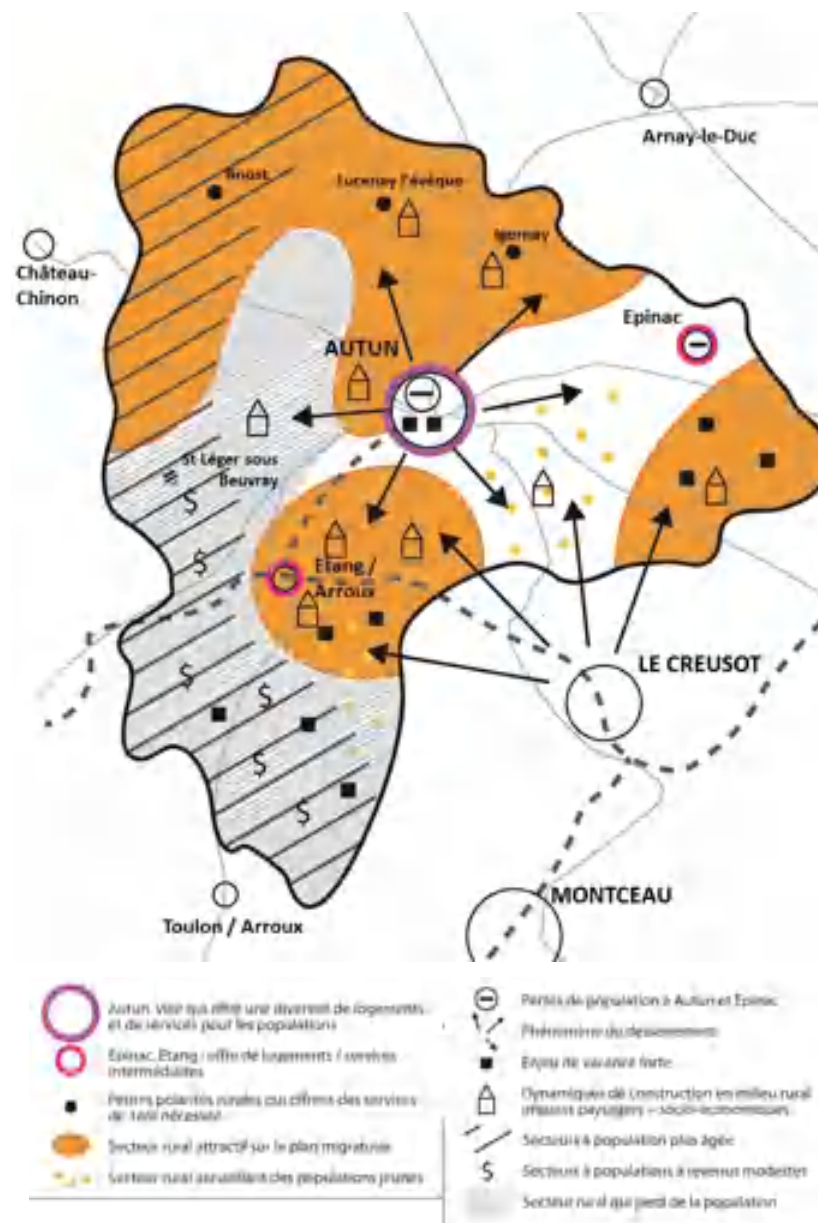 Arnay-le-Duc
Anost
Lucenay l'évêque
Igornay
Château-
Chinon
Epinac
AUTUN
St Léger sous
Beuvray
Etang /
Arroux
LE CREUSOT
MONTCEAU
Toulon / Arroux
Autun. Ville qui offre une diversité de logements
et de services pour les populations
Epinac, Etang : offre de logements / services
intermédiaires
Petites polarités rurales qui offrent des services
de 1ère nécessité
Secteur rural attractif sur le plan migratoire
Secteur rural accueillant des populations jeunes
Pertes de population à Autun et Epinac
Phénomène du desserrement
Enjeu de vacance forte
Dynamiques de construction en milieu rural
impacts paysagers + socio-économiques
Secteurs à population plus âgée
Secteurs à populations à revenus modestes
Secteur rural qui perd de la population